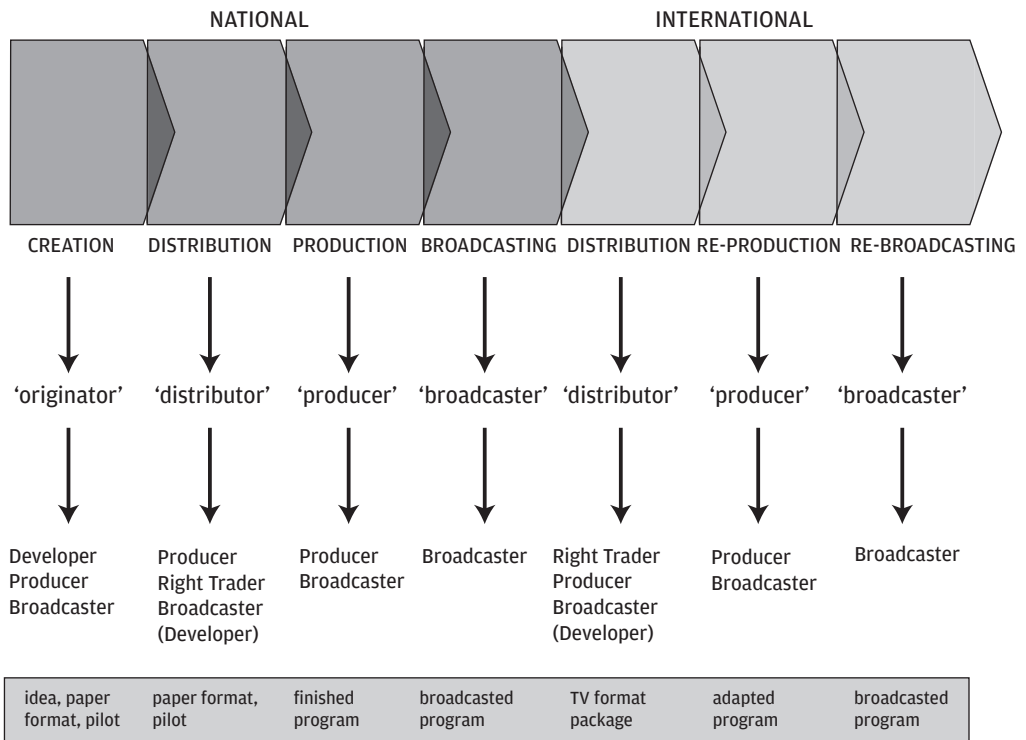 NATIONAL INTERNATIONAL
CREATION DISTRIBUTION PRODUCTION BROADCASTING DISTRIBUTION RE-PRODUCTION RE-BROADCASTING
‘originator’ ‘distributor’ ‘producer’ ‘broadcaster’ ‘distributor’ ‘producer’ ‘broadcaster’
Developer
Producer
Broadcaster
Producer
Right Trader
Broadcaster
(Developer)
Producer
Broadcaster
Broadcaster
Right Trader
Producer
Broadcaster
(Developer)
Producer
Broadcaster
Broadcaster
idea, paper
format, pilot
paper format,
pilot
finished
program
broadcasted
program
TV format
package
adapted
program
broadcasted
program